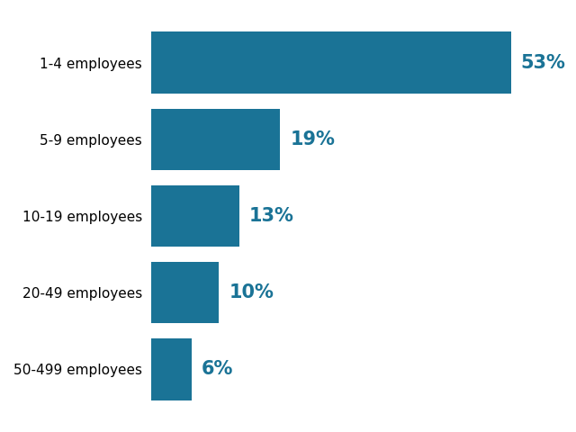 1-4 employees 53%
5-9 employees 19%
10-19 employees 13%
20-49 employees 10%
50-499 employees 6%